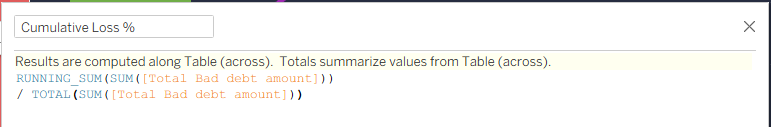 Cumulative Loss %
Results are computed along Table (across). Totals summarize values from Table (across).
RUNNING_SUM(SUM([Total Bad debt amount]))
/ TOTAL(SUM([Total Bad debt amount]))